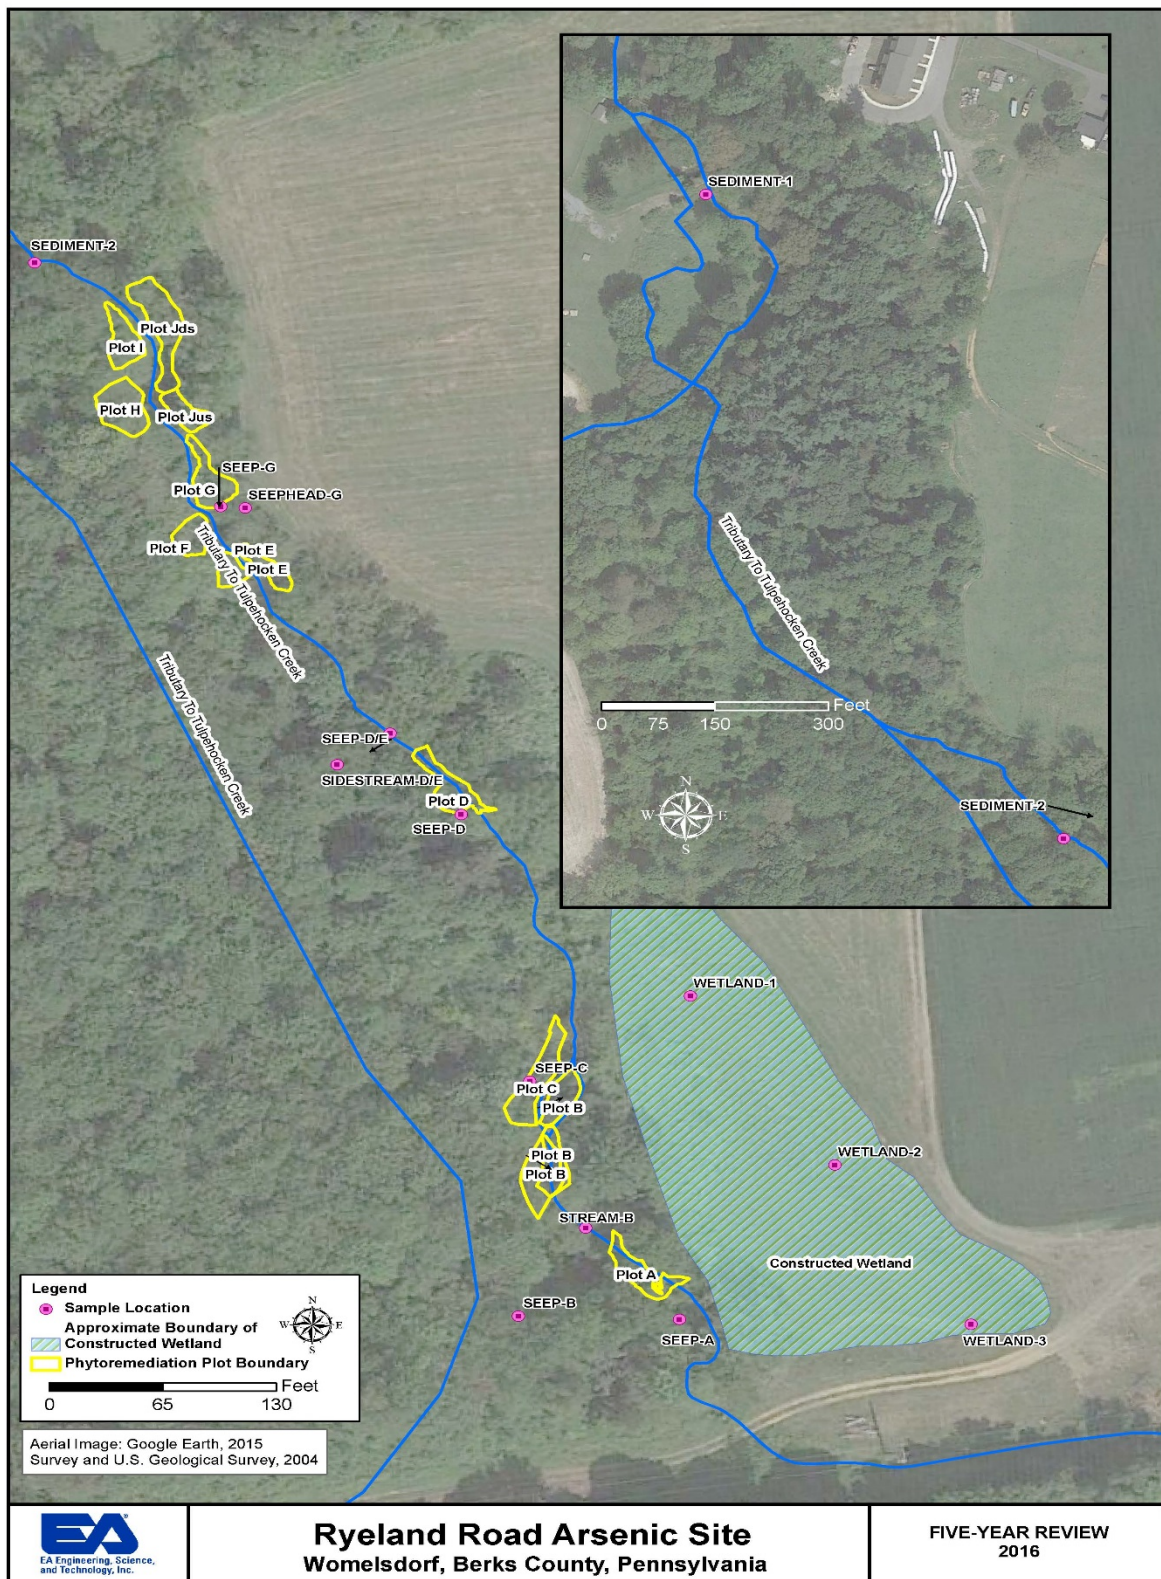 SEDIMENT-1
Tributary To Tulpehocken Creek
Feet
0 75 150 300
N
W E
S
SEDIMENT-2
SEDIMENT-2
Plot Jds
Plot I
Plot H
Plot Jus
SEEP-G
Plot G
SEEPHEAD-G
Plot F
Plot E
Plot E
Tributary To Tulpehocken Creek
Tributary To Tulpehocken Creek
SEEP-D/E
SIDESTREAM-D/E
Plot D
SEEP-D
WETLAND-1
SEEP-C
Plot C
Plot B
Plot B
Plot B
WETLAND-2
STREAM-B
Constructed Wetland
Plot A
SEEP-B
SEEP-A
WETLAND-3
Legend
Sample Location
Approximate Boundary of
Constructed Wetland
Phytoremediation Plot Boundary
N
W E
S
Feet
0 65 130
Aerial Image: Google Earth, 2015
Survey and U.S. Geological Survey, 2004
EA®
EA Engineering, Science,
and Technology, Inc.
Ryeland Road Arsenic Site
Womelsdorf, Berks County, Pennsylvania
FIVE-YEAR REVIEW
2016